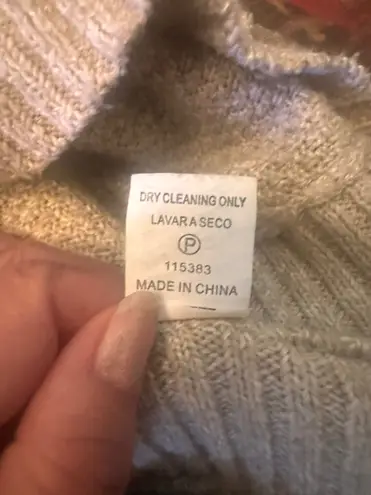 DRY CLEANING ONLY
LAVAR A SECO
Ⓟ
115383
MADE IN CHINA